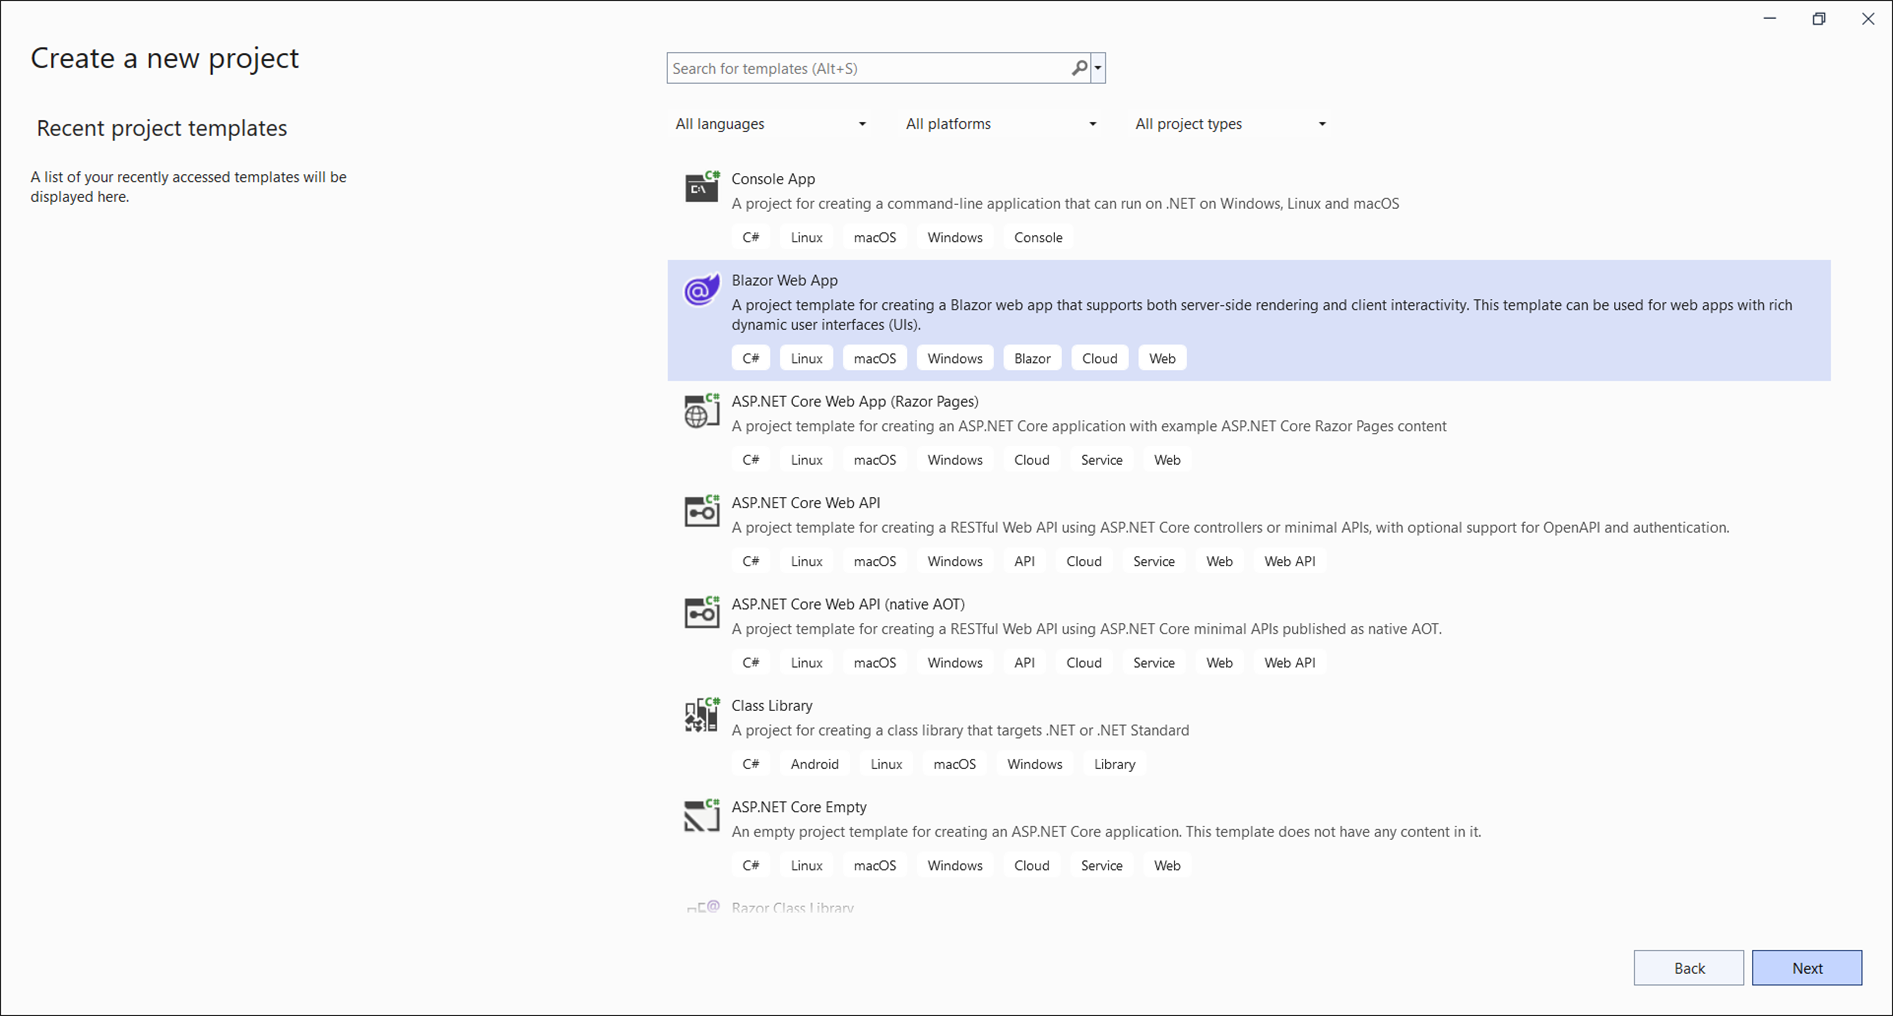 Create a new project
Search for templates (Alt+S)
Recent project templates
A list of your recently accessed templates will be
displayed here.
All languages All platforms All project types
Console App
A project for creating a command-line application that can run on .NET on Windows, Linux and macOS
C# Linux macOS Windows Console
Blazor Web App
A project template for creating a Blazor web app that supports both server-side rendering and client interactivity. This template can be used for web apps with rich
dynamic user interfaces (UIs).
C# Linux macOS Windows Blazor Cloud Web
ASP.NET Core Web App (Razor Pages)
A project template for creating an ASP.NET Core application with example ASP.NET Core Razor Pages content
C# Linux macOS Windows Cloud Service Web
ASP.NET Core Web API
A project template for creating a RESTful Web API using ASP.NET Core controllers or minimal APIs, with optional support for OpenAPI and authentication.
C# Linux macOS Windows API Cloud Service Web Web API
ASP.NET Core Web API (native AOT)
A project template for creating a RESTful Web API using ASP.NET Core minimal APIs published as native AOT.
C# Linux macOS Windows API Cloud Service Web Web API
Class Library
A project for creating a class library that targets .NET or .NET Standard
C# Android Linux macOS Windows Library
ASP.NET Core Empty
An empty project template for creating an ASP.NET Core application. This template does not have any content in it.
C# Linux macOS Windows Cloud Service Web
Razor Class Library
Back Next